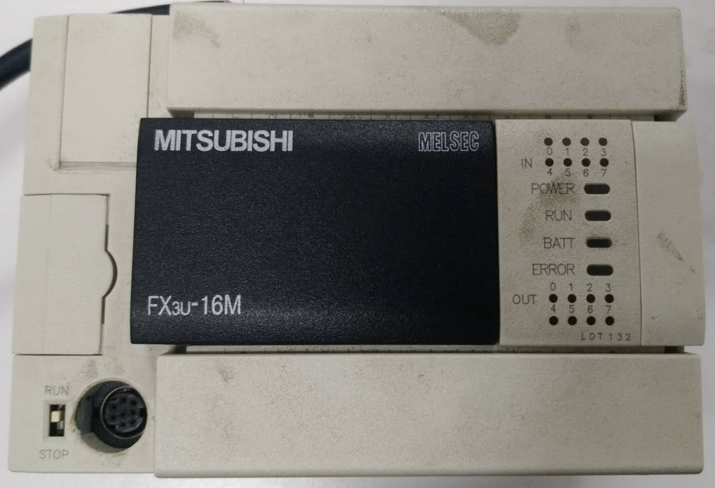 MITSUBISHI
MELSEC
FX3U-16M
0 1 2 3
IN
4 5 6 7
POWER
RUN
BATT
ERROR
0 1 2 3
OUT
4 5 6 7
LOT 132
RUN
STOP